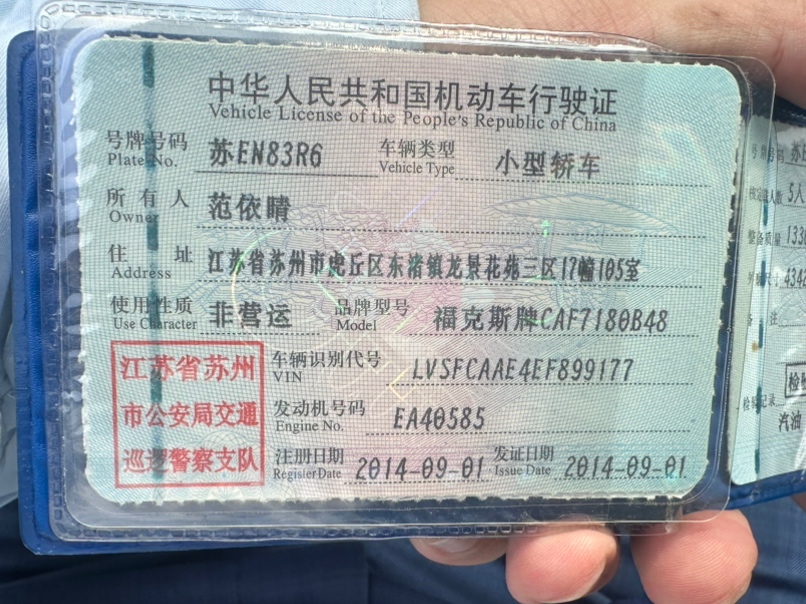 中华人民共和国机动车行驶证
Vehicle License of the People's Republic of China
号牌号码 苏EN83R6 车辆类型 小型轿车
Plate No. Vehicle Type
所有人 范依晴
Owner
住址 江苏省苏州市虎丘区东渚镇龙景花苑三区17幢105室
Address
使用性质 非营运 品牌型号 福克斯牌CAF7180B48
Use Character Model
江苏省苏州
市公安局交通
巡逻警察支队
车辆识别代号 LVSFCAAE4EF899177
VIN
发动机号码 EA40585
Engine No.
注册日期 2014-09-01 发证日期 2014-09-01
Register Date Issue Date
5人
汽油